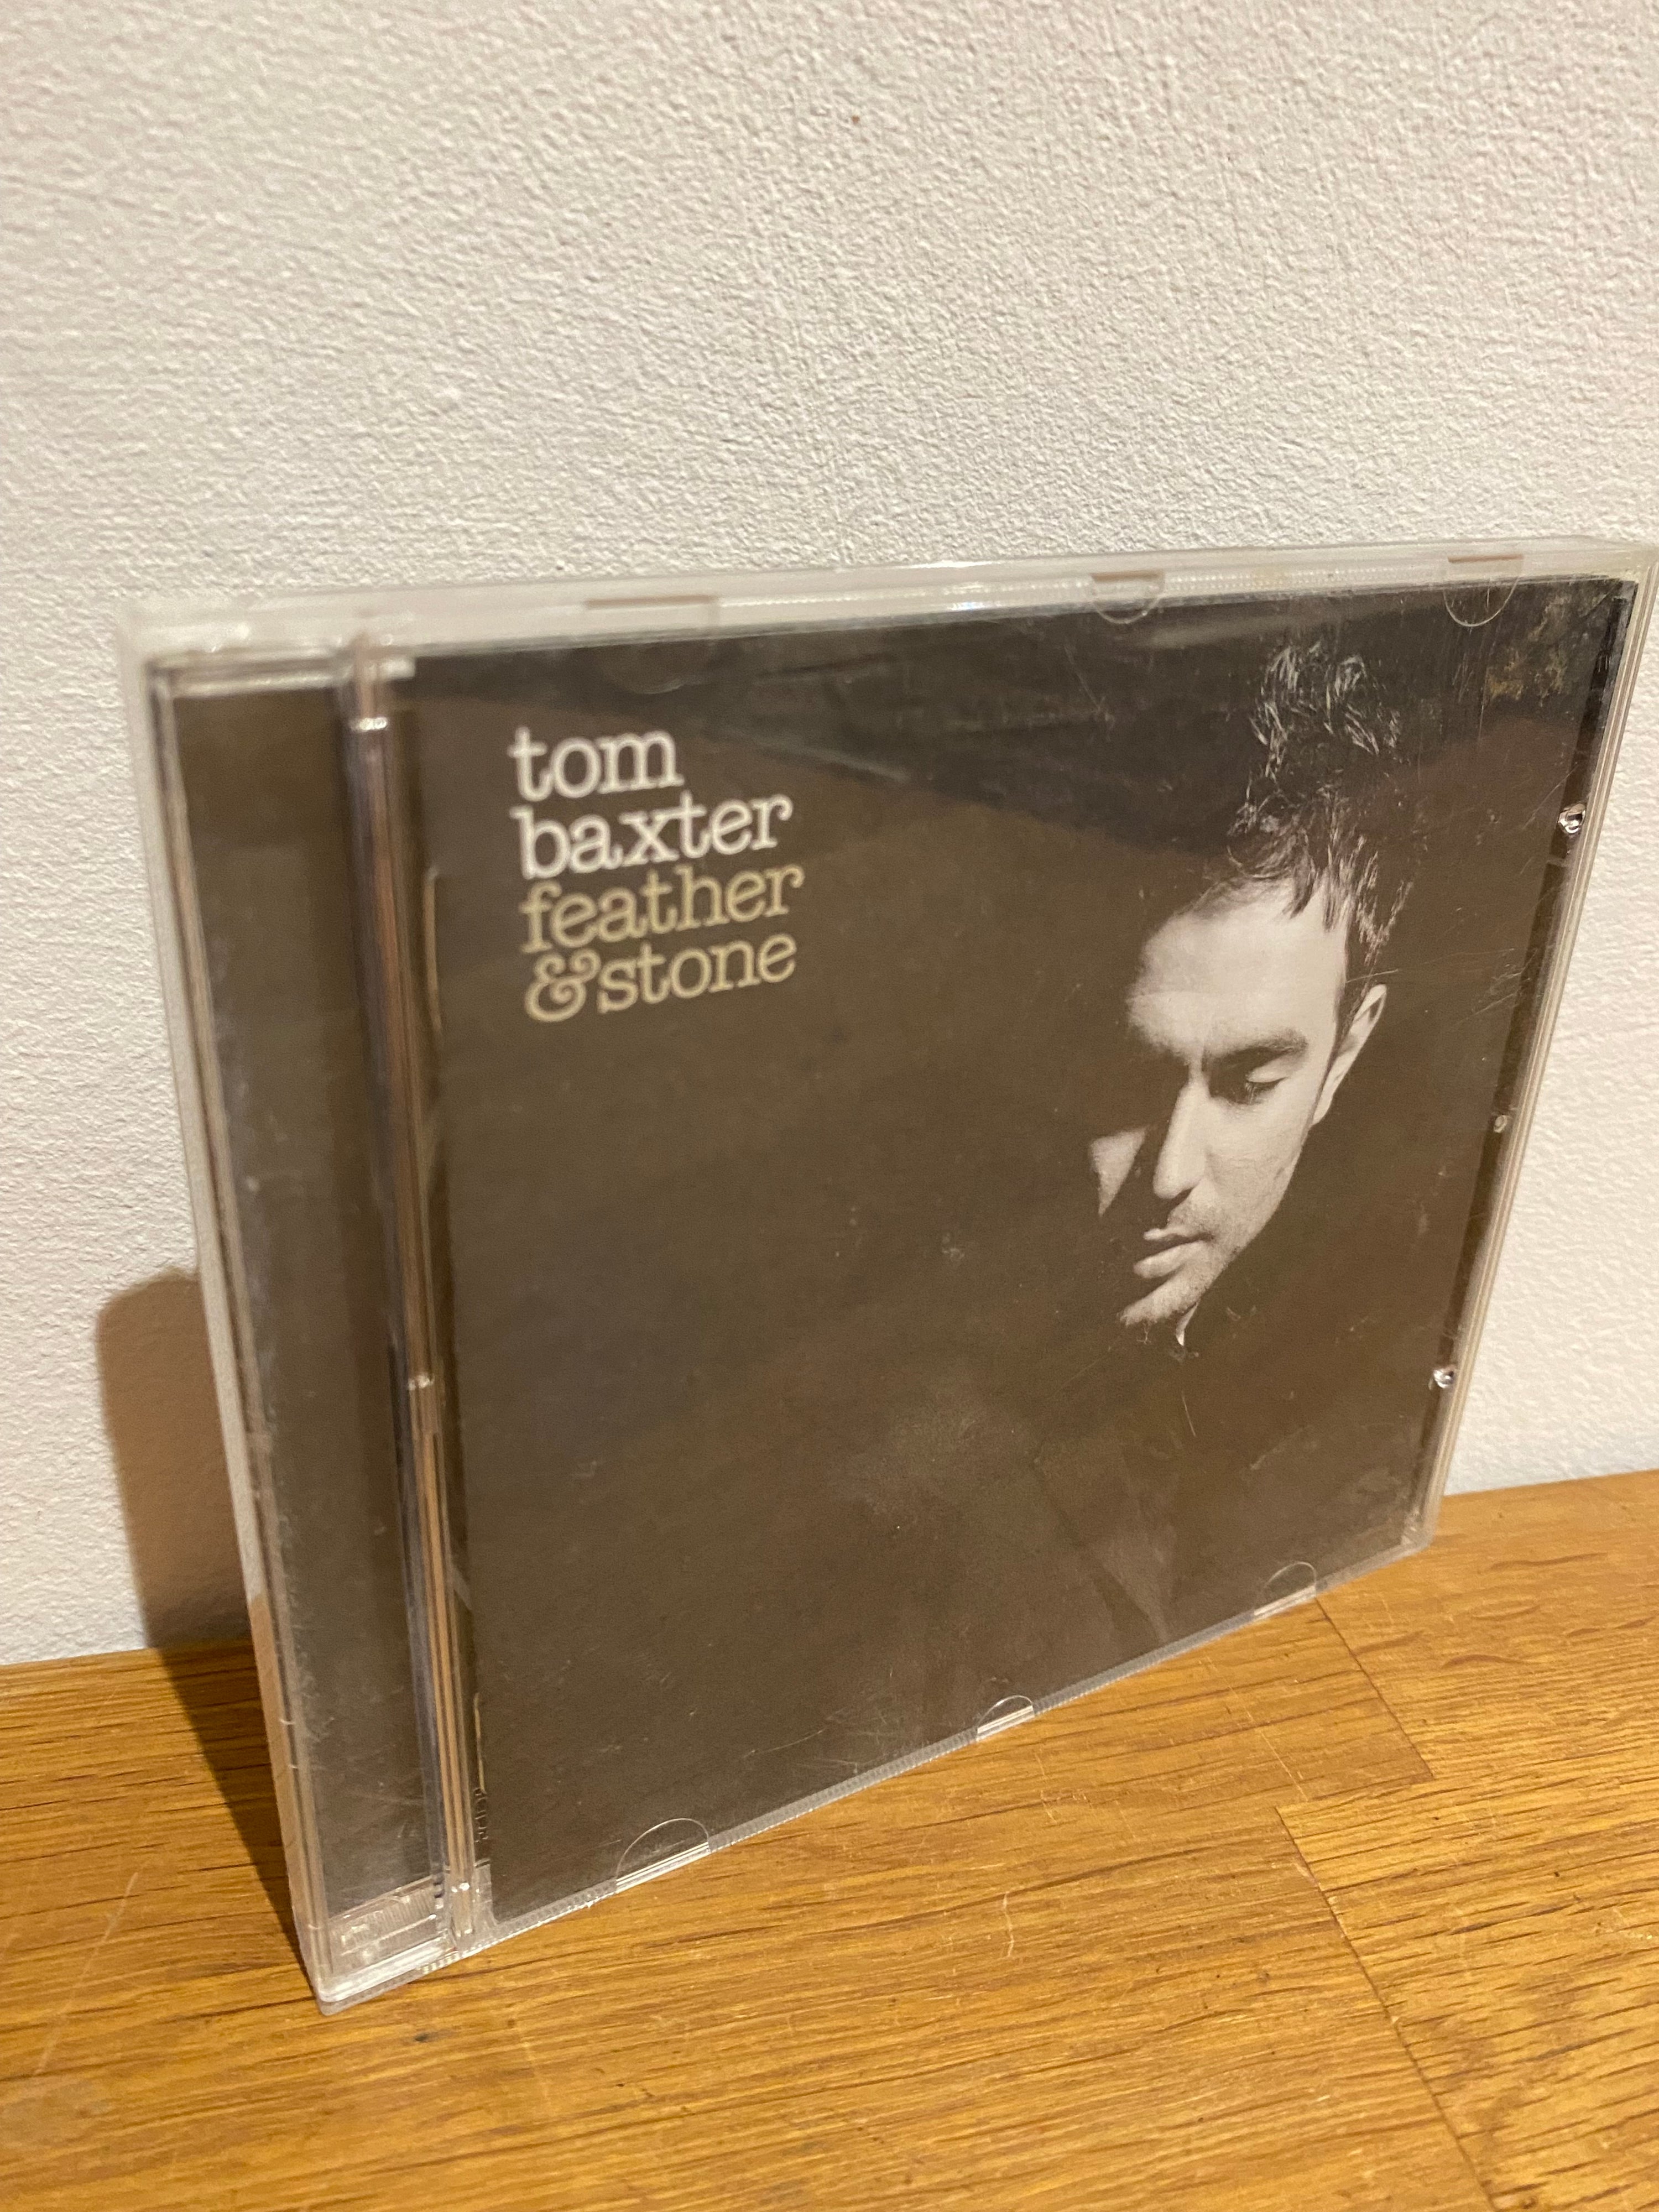 tom
baxter
feather
&stone